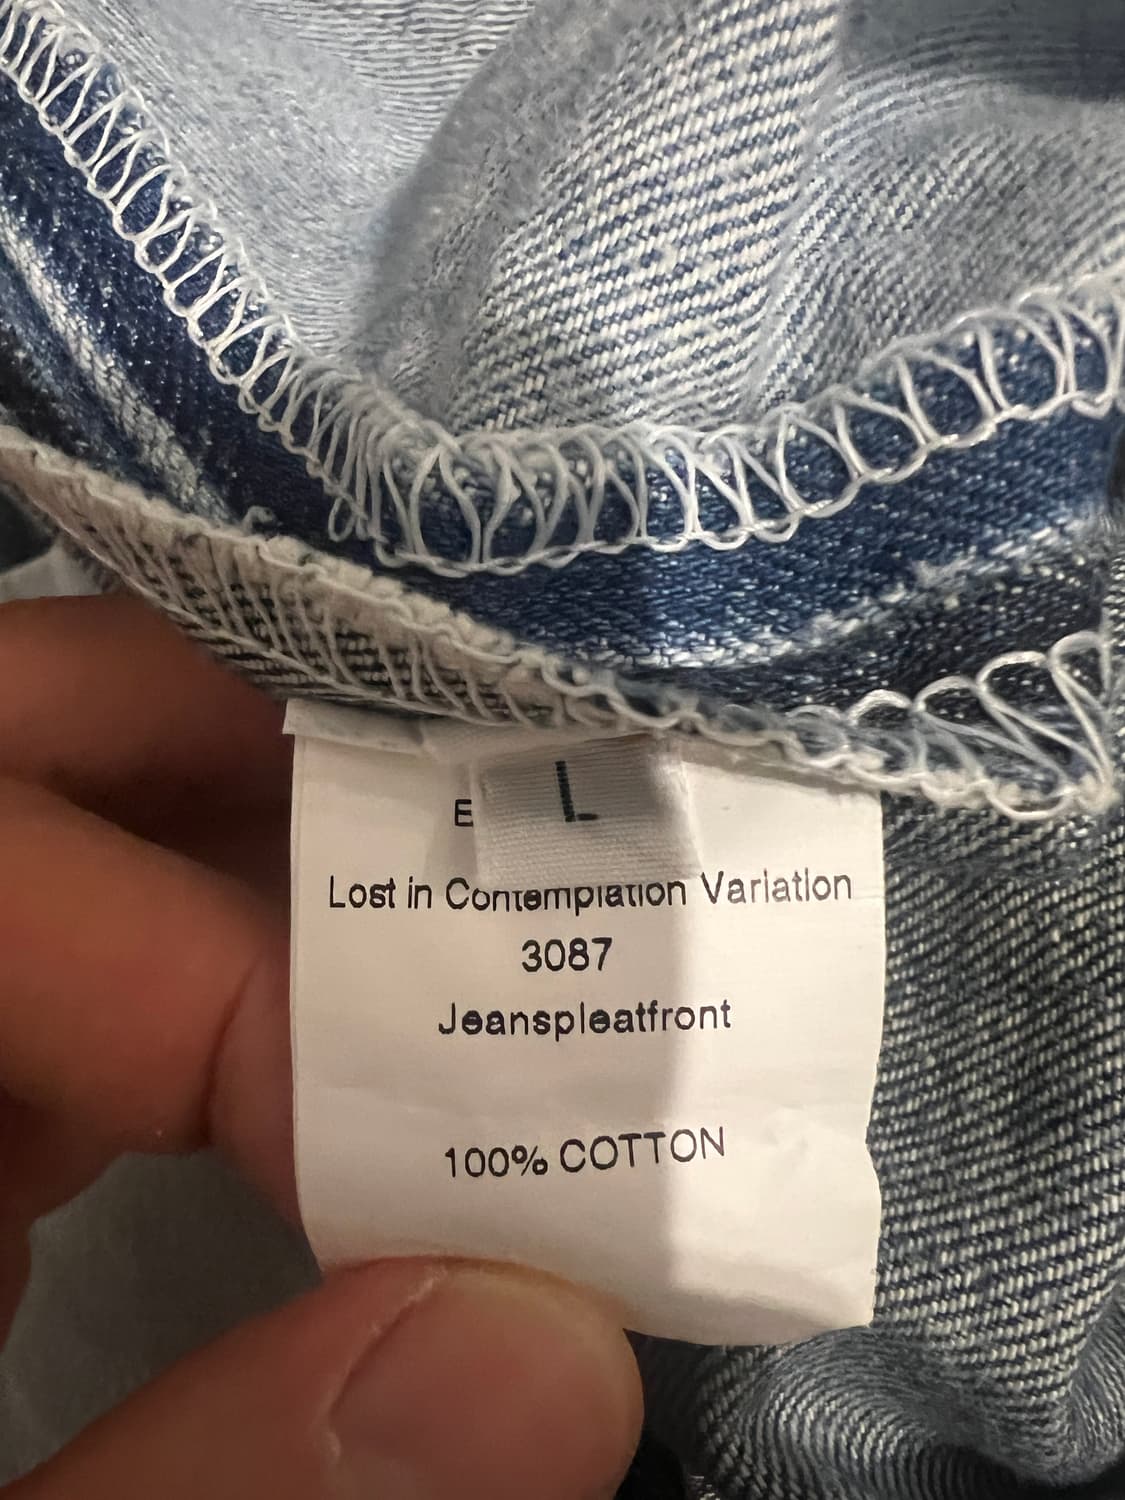 L
E
Lost in Contemplation Variation
3087
Jeanspleatfront
100% COTTON